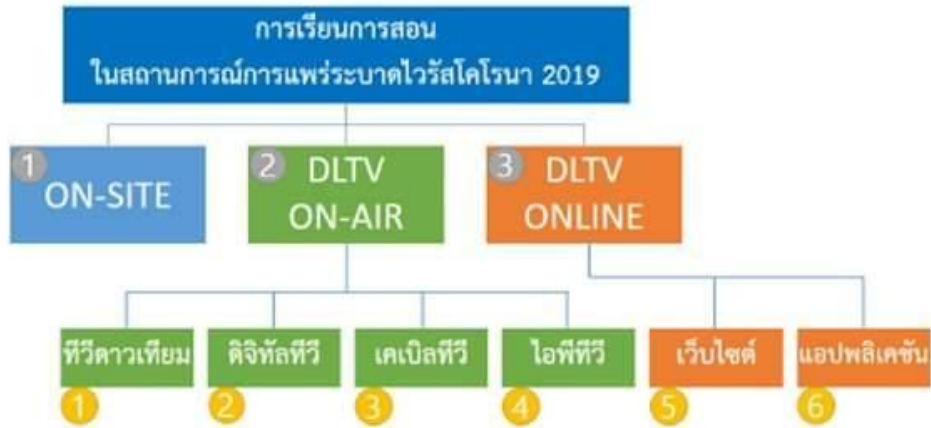 การเรียนการสอน
ในสถานการณ์การแพร่ระบาดไวรัสโคโรนา 2019
1
ON-SITE
2
DLTV
ON-AIR
3
DLTV
ONLINE
ทีวีดาวเทียม
ดิจิทัลทีวี
เคเบิลทีวี
ไอพีทีวี
เว็บไซต์
แอปพลิเคชัน
1
2
3
4
5
6